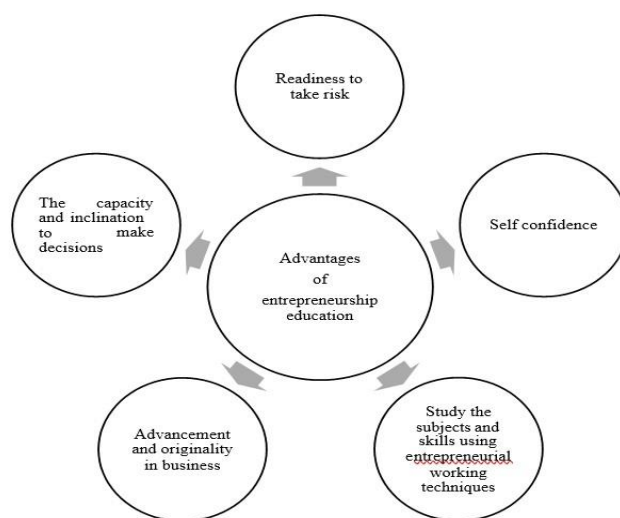 Readiness to
take risk
The capacity
and inclination
to make
decisions
Self confidence
Advantages
of
entrepreneurship
education
Advancement
and originality
in business
Study the
subjects and
skills using
entrepreneurial
working
techniques